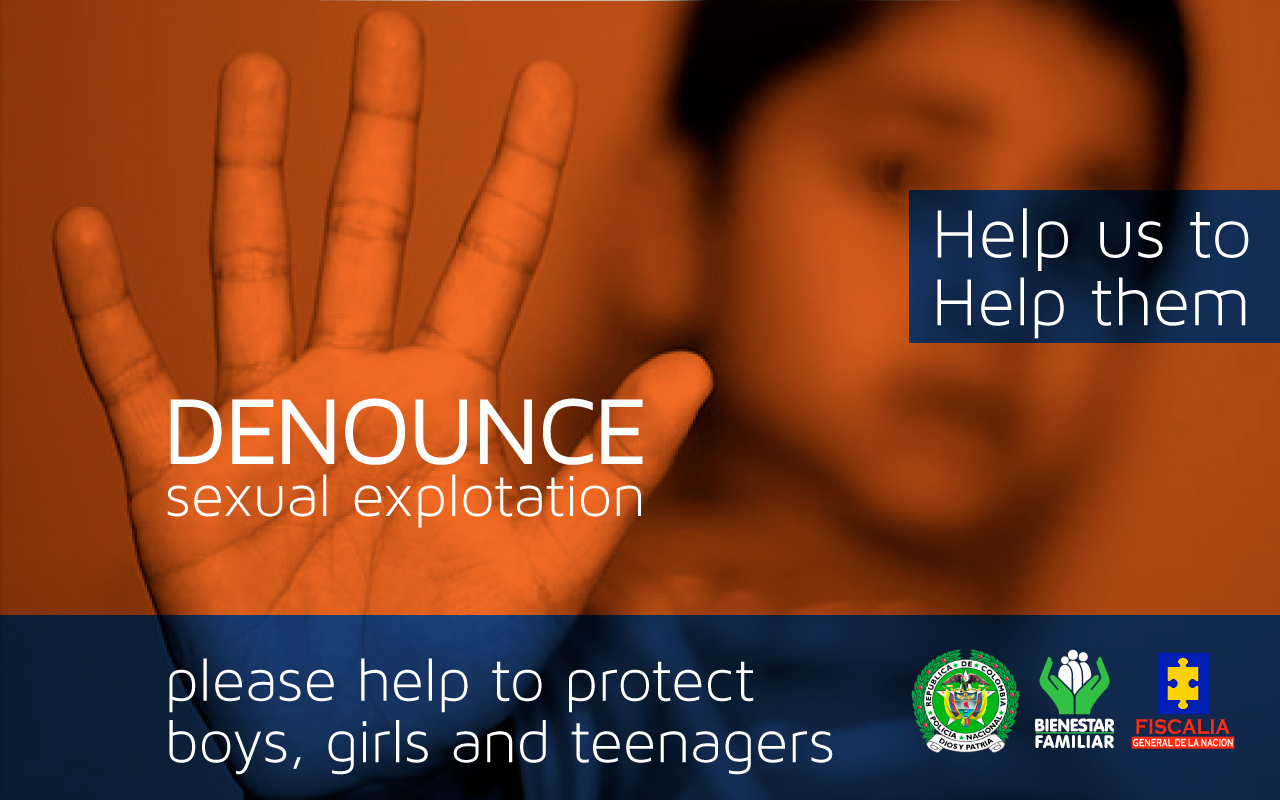 Help us to
Help them
DENOUNCE
sexual explotation
please help to protect
boys, girls and teenagers
REPUBLICA DE COLOMBIA
POLICIA NACIONAL
DIOS Y PATRIA
BIENESTAR
FAMILIAR
FISCALIA
GENERAL DE LA NACION